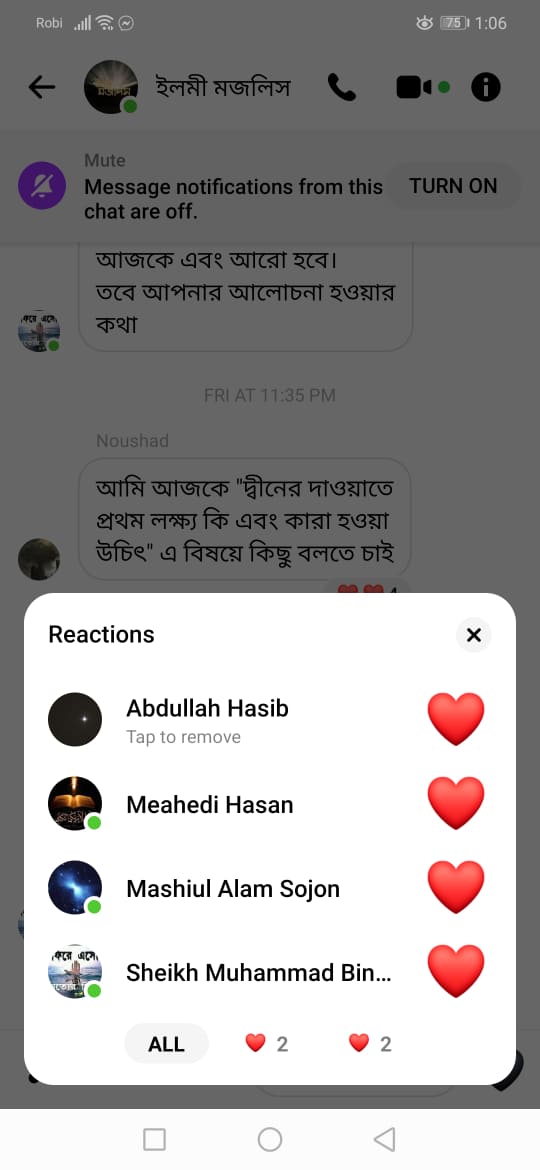 Robi 75 1:06
ইলমী মজলিস
Mute
Message notifications from this
chat are off.
TURN ON
আজকে এবং আরো হবে।
তবে আপনার আলোচনা হওয়ার
কথা
FRI AT 11:35 PM
Noushad
আমি আজকে "দ্বীনের দাওয়াতে
প্রথম লক্ষ্য কি এবং কারা হওয়া
উচিৎ" এ বিষয়ে কিছু বলতে চাই
4
Reactions
Abdullah Hasib
Tap to remove
Meahedi Hasan
Mashiul Alam Sojon
Sheikh Muhammad Bin...
ALL ❤️ 2 ❤ 2